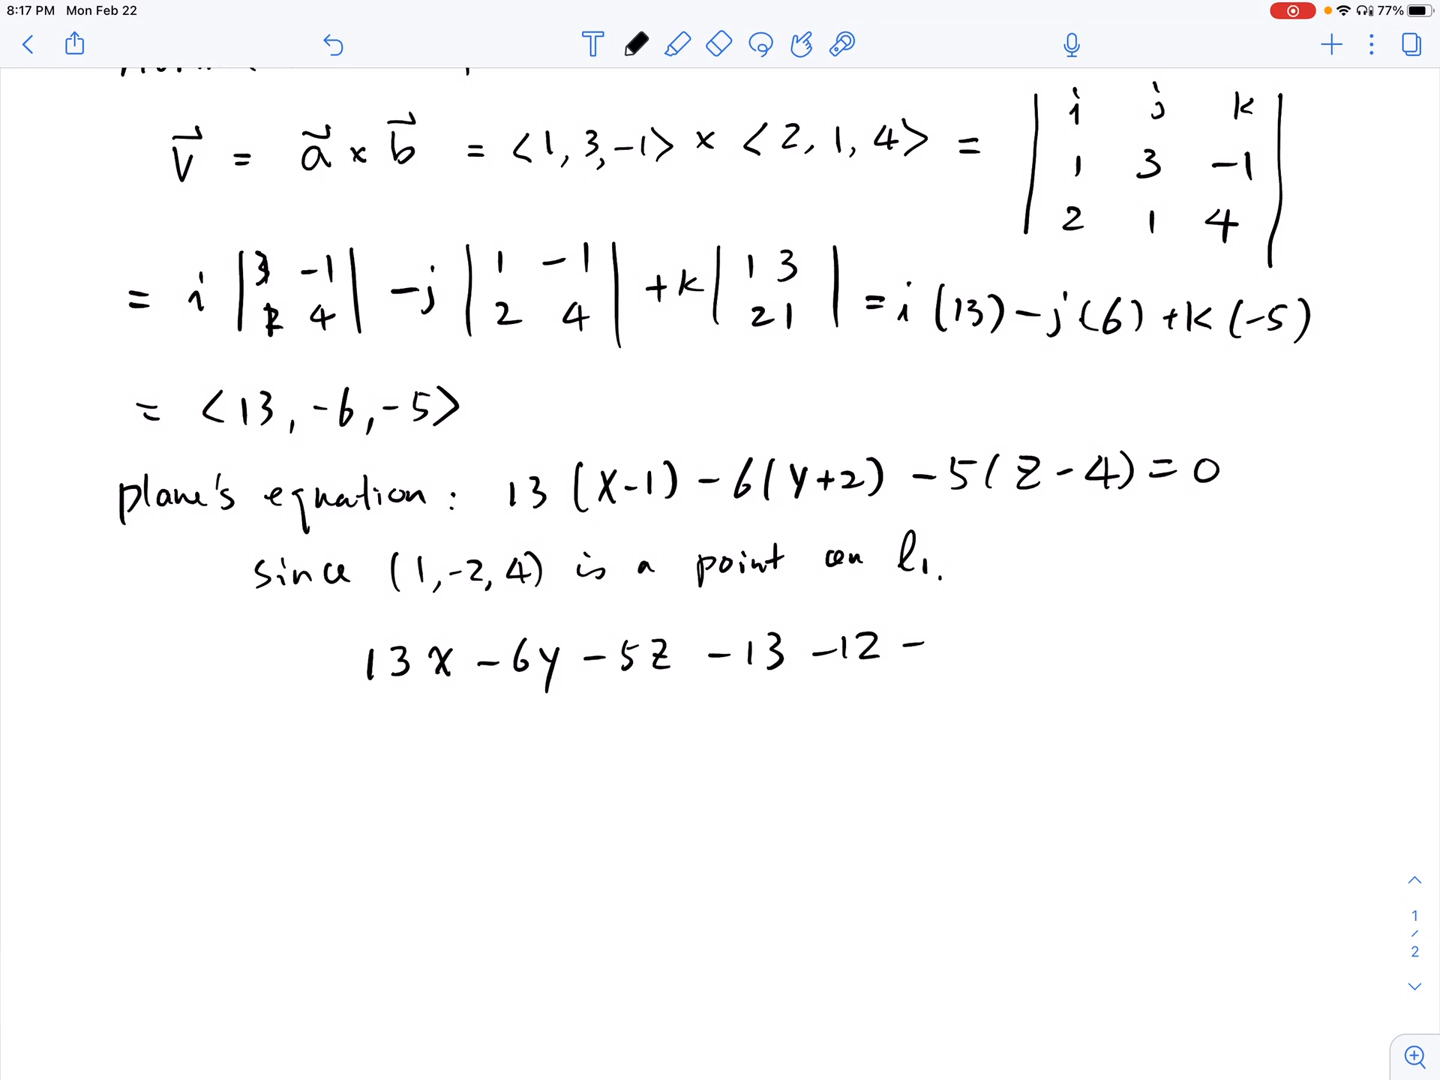 8:17 PM Mon Feb 22
77%
T
v⃗ = a⃗ × b⃗ = <1, 3, -1> × <2, 1, 4> = | i j k |
| 1 3 -1 |
| 2 1 4 |
= i | 3 -1 | - j | 1 -1 | + k | 1 3 | = i (13) - j (6) + k (-5)
| 1 4 | | 2 4 | | 2 1 |
= <13, -6, -5>
plane's equation: 13 (x-1) - 6(y+2) - 5(z-4) = 0
since (1, -2, 4) is a point on l₁.
13x - 6y - 5z - 13 - 12 -
1
/
2